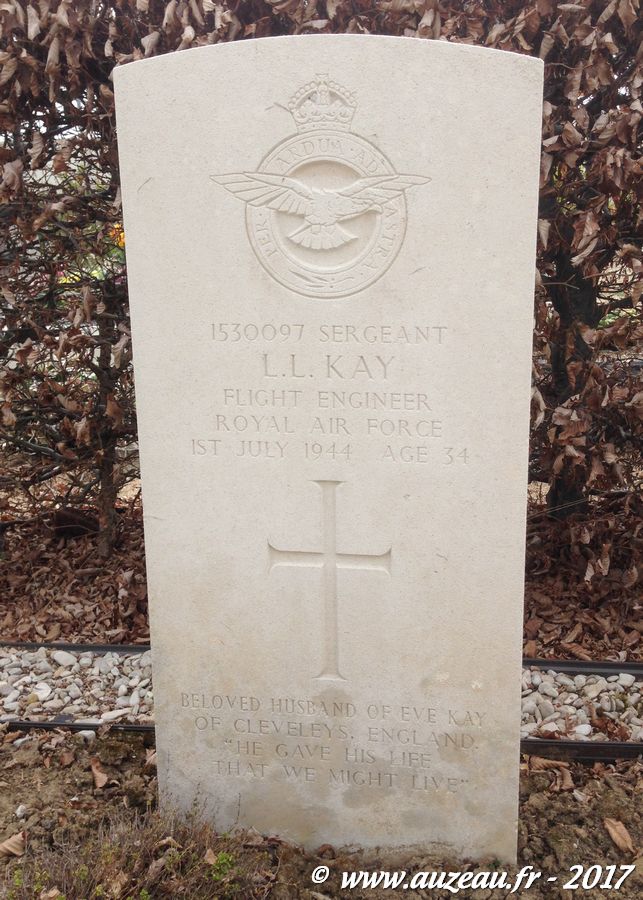 PER · ARDUA · AD · ASTRA
1530097 SERGEANT
L.L. KAY
FLIGHT ENGINEER
ROYAL AIR FORCE
1ST JULY 1944 AGE 34
BELOVED HUSBAND OF EVE KAY
OF CLEVELEYS, ENGLAND.
"HE GAVE HIS LIFE
THAT WE MIGHT LIVE"
© www.auzeau.fr - 2017